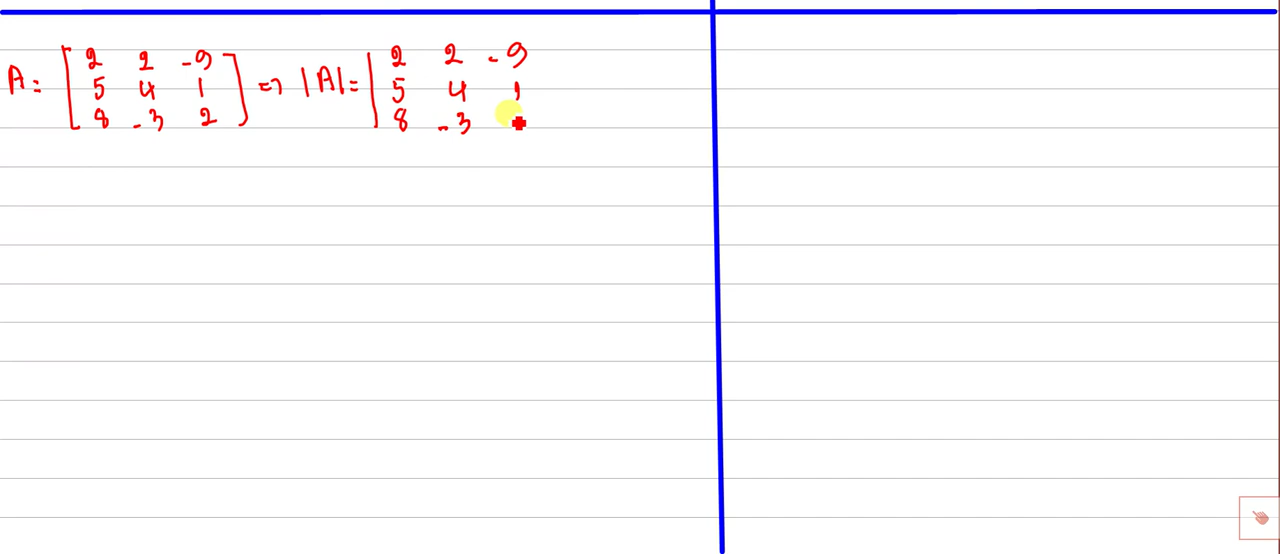 A = [ 2 2 -9 ] => |A| = | 2 2 -9
5 4 1 5 4 1
8 -3 2 8 -3